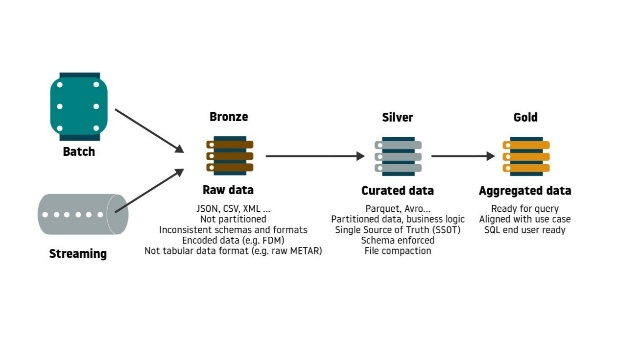 Batch
Streaming
Bronze
Raw data
JSON, CSV, XML ...
Not partitioned
Inconsistent schemas and formats
Encoded data (e.g. FDM)
Not tabular data format (e.g. raw METAR)
Silver
Curated data
Parquet, Avro...
Partitioned data, business logic
Single Source of Truth (SSOT)
Schema enforced
File compaction
Gold
Aggregated data
Ready for query
Aligned with use case
SQL end user ready